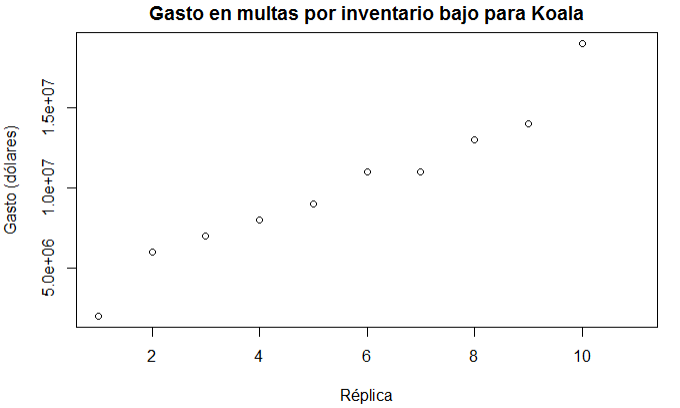 Gasto en multas por inventario bajo para Koala
Gasto (dólares)
1.5e+07
1.0e+07
5.0e+06
2 4 6 8 10
Réplica